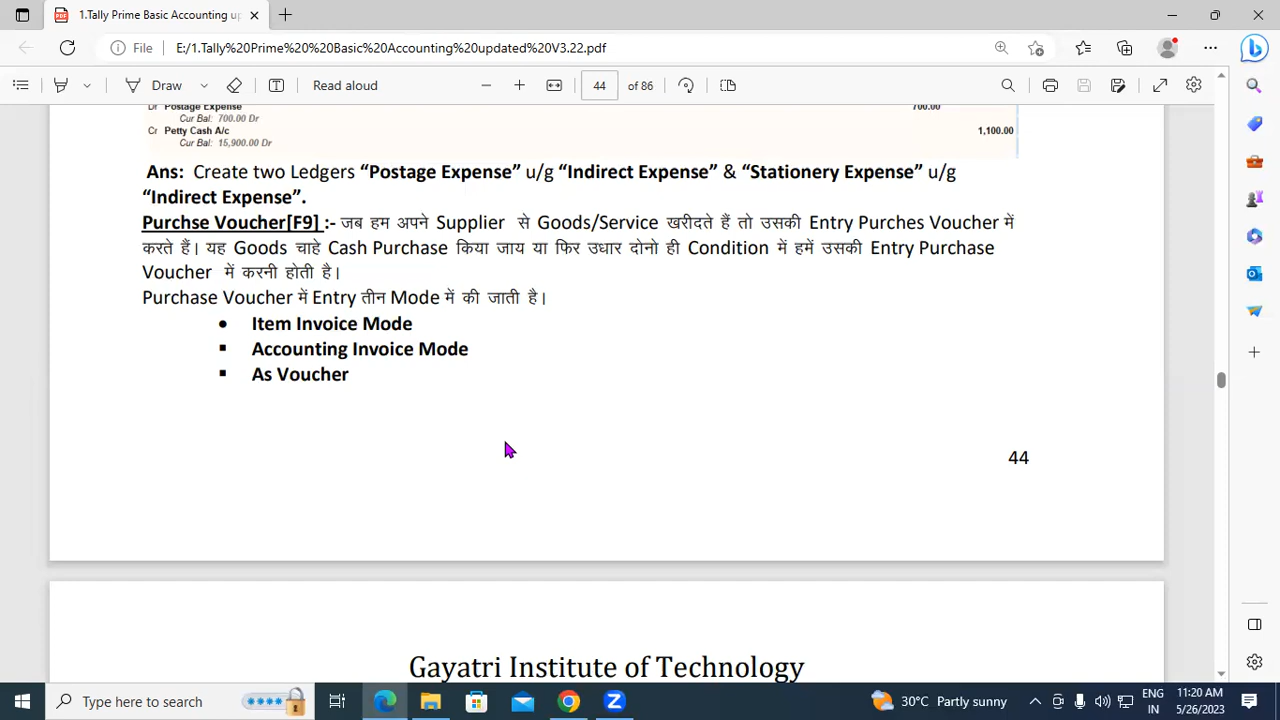 1.Tally Prime Basic Accounting up
File
E:/1.Tally%20Prime%20%20Basic%20Accounting%20updated%20V3.22.pdf
Draw
Read aloud
44 of 86
Dr Postage Expense 700.00
Cur Bal: 700.00 Dr
Cr Petty Cash A/c 1,100.00
Cur Bal: 15,900.00 Dr
Ans: Create two Ledgers “Postage Expense” u/g “Indirect Expense” & “Stationery Expense” u/g
“Indirect Expense”.
Purchse Voucher[F9] :- जब हम अपने Supplier से Goods/Service खरीदते हैं तो उसकी Entry Purches Voucher में
करते हैं। यह Goods चाहे Cash Purchase किया जाय या फिर उधार दोनो ही Condition में हमें उसकी Entry Purchase
Voucher में करनी होती है।
Purchase Voucher में Entry तीन Mode में की जाती है।
• Item Invoice Mode
▪ Accounting Invoice Mode
▪ As Voucher
44
Gayatri Institute of Technology
Type here to search
30°C Partly sunny
ENG
IN
11:20 AM
5/26/2023